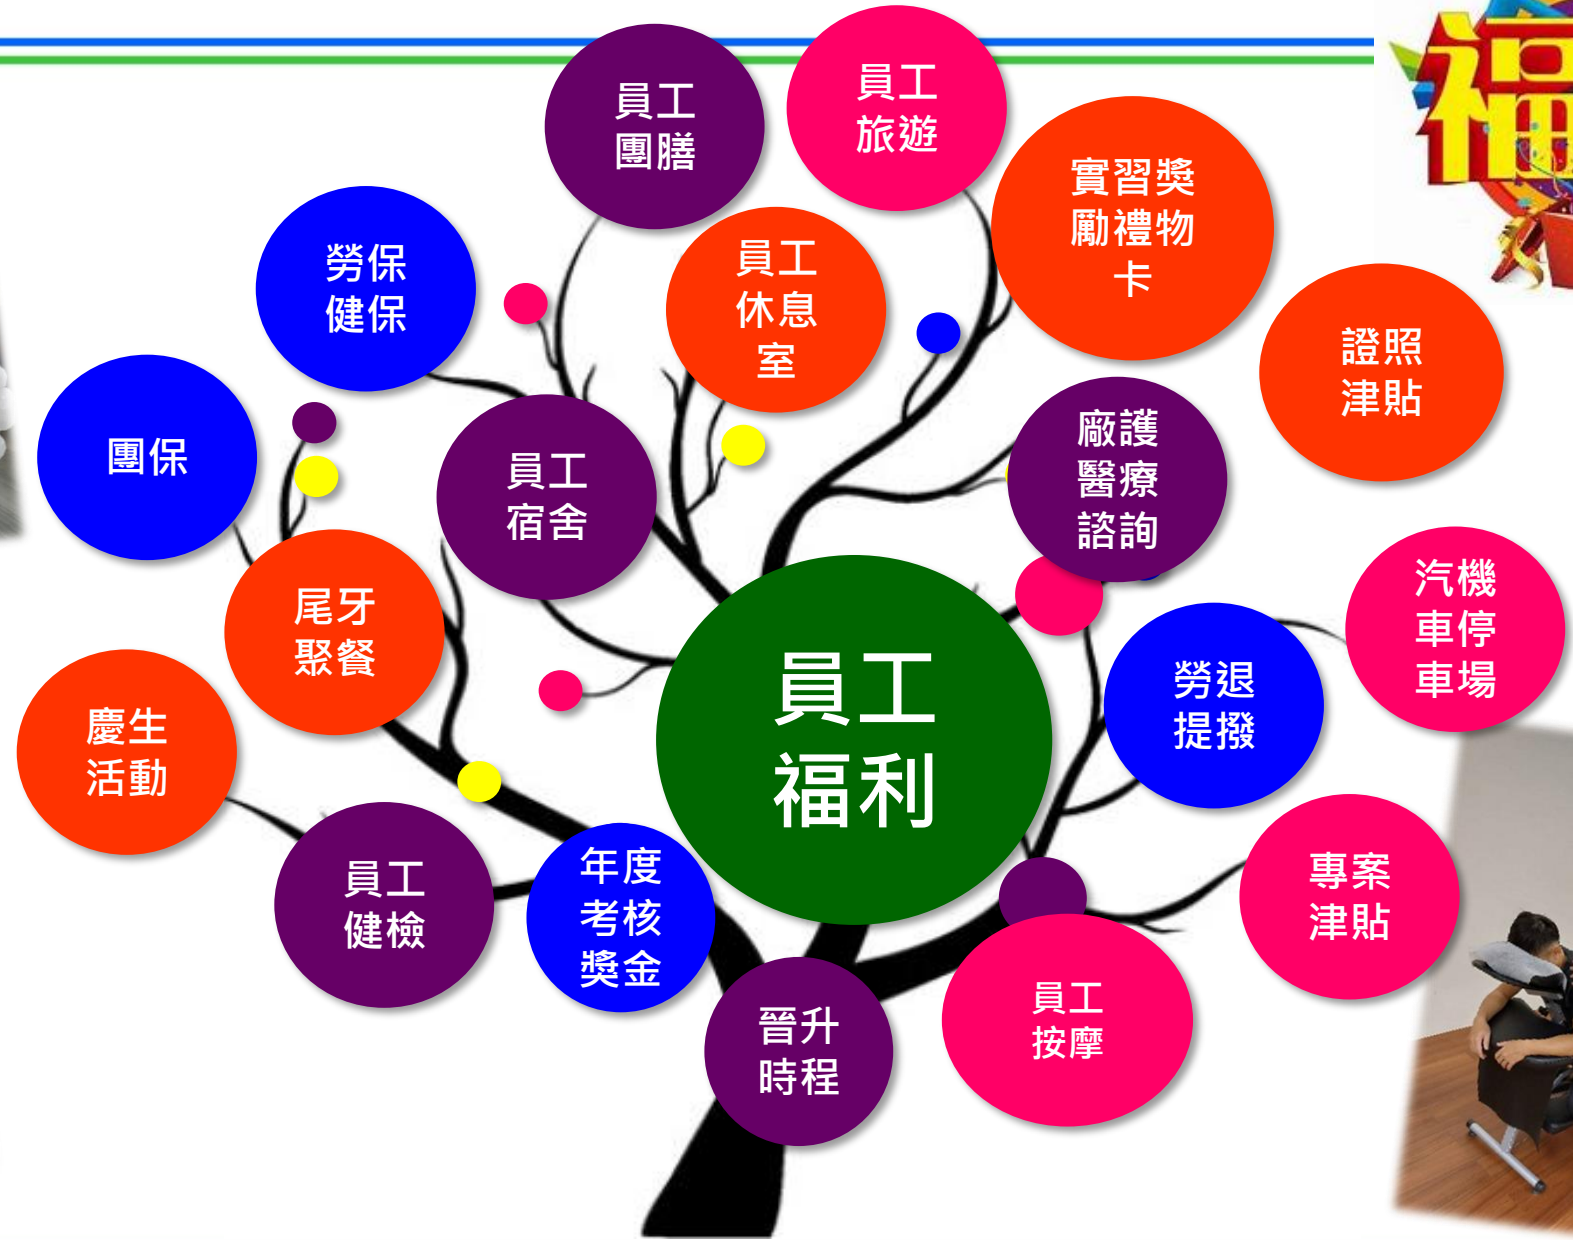 員工
團膳
員工
旅遊
福
實習獎
勵禮物
卡
勞保
健保
員工
休息
室
證照
津貼
團保
員工
宿舍
廠護
醫療
諮詢
尾牙
聚餐
汽機
車停
車場
員工
福利
勞退
提撥
慶生
活動
員工
健檢
年度
考核
獎金
專案
津貼
晉升
時程
員工
按摩